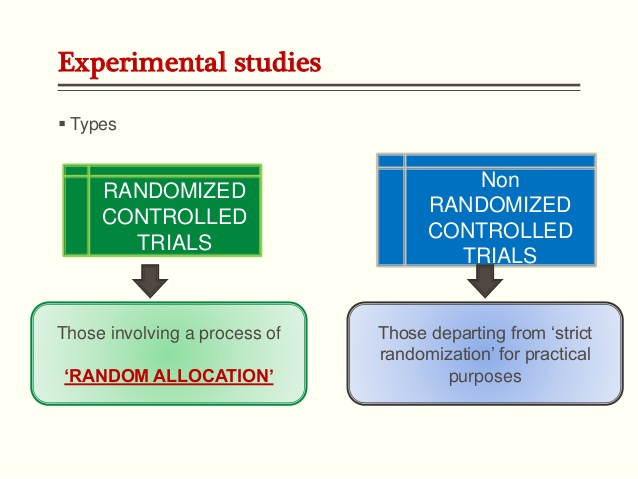 Experimental studies
▪ Types
RANDOMIZED
CONTROLLED
TRIALS
Non
RANDOMIZED
CONTROLLED
TRIALS
Those involving a process of
‘RANDOM ALLOCATION’
Those departing from ‘strict
randomization’ for practical
purposes